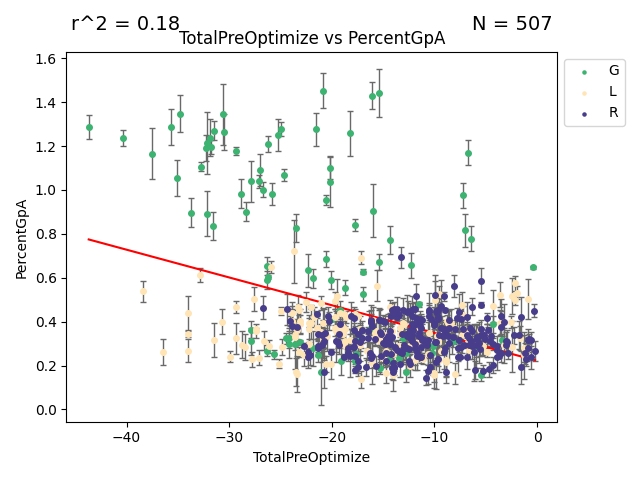 r^2 = 0.18
N = 507
TotalPreOptimize vs PercentGpA
G
L
R
PercentGpA
1.6
1.4
1.2
1.0
0.8
0.6
0.4
0.2
0.0
−40
−30
−20
−10
0
TotalPreOptimize